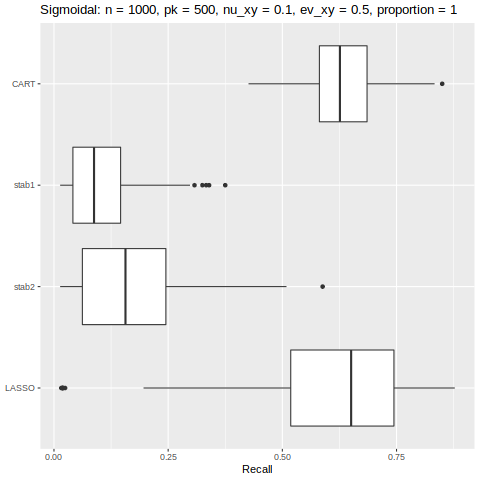 Sigmoidal: n = 1000, pk = 500, nu_xy = 0.1, ev_xy = 0.5, proportion = 1
CART
stab1
stab2
LASSO
0.00 0.25 0.50 0.75
Recall